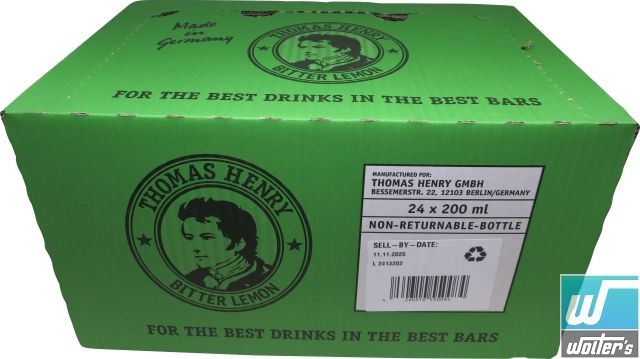 Made
in
Germany
THOMAS HENRY
BITTER LEMON
FOR THE BEST DRINKS IN THE BEST BARS
THOMAS HENRY
BITTER LEMON
FOR THE BEST DRINKS IN THE BEST BARS
MANUFACTURED FOR:
THOMAS HENRY GMBH
BESSEMERSTR. 22, 12103 BERLIN/GERMANY
24 x 200 ml
NON-RETURNABLE-BOTTLE
SELL-BY-DATE:
11.11.2025
L 2413202
W
Wolter's